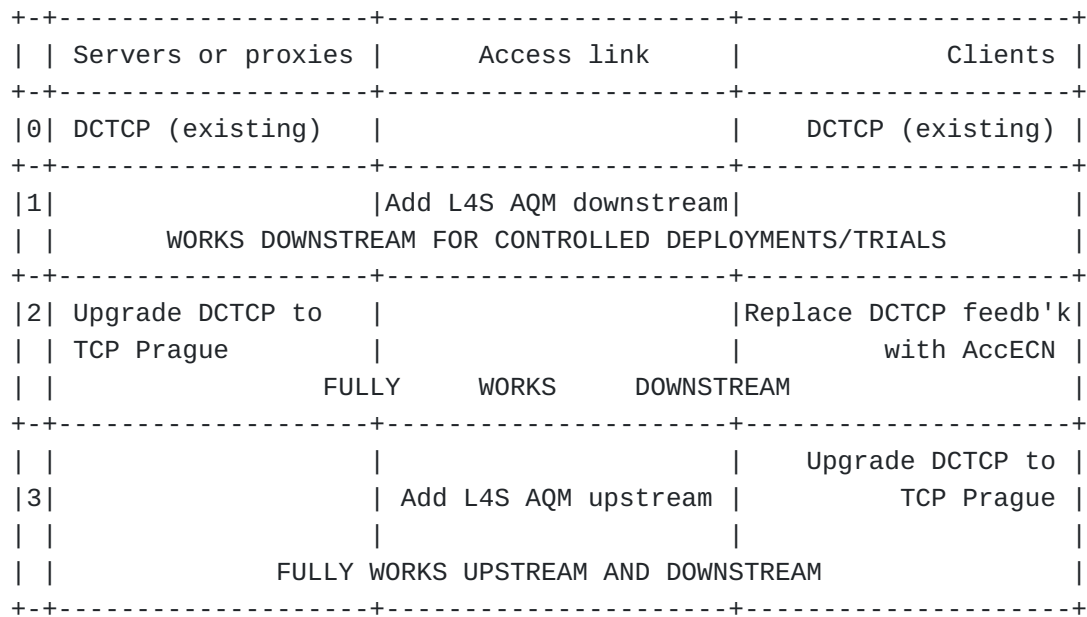 +-+--------------------+----------------------+---------------------+
| | Servers or proxies |      Access link     |             Clients |
+-+--------------------+----------------------+---------------------+
|0| DCTCP (existing)   |                      |    DCTCP (existing) |
+-+--------------------+----------------------+---------------------+
|1|                    |Add L4S AQM downstream|                     |
| |       WORKS DOWNSTREAM FOR CONTROLLED DEPLOYMENTS/TRIALS        |
+-+--------------------+----------------------+---------------------+
|2| Upgrade DCTCP to   |                      |Replace DCTCP feedb'k|
| | TCP Prague         |                      |         with AccECN |
| |                 FULLY     WORKS     DOWNSTREAM                  |
+-+--------------------+----------------------+---------------------+
| |                    |                      |    Upgrade DCTCP to |
|3|                    | Add L4S AQM upstream |          TCP Prague |
| |                    |                      |                     |
| |              FULLY WORKS UPSTREAM AND DOWNSTREAM                |
+-+--------------------+----------------------+---------------------+